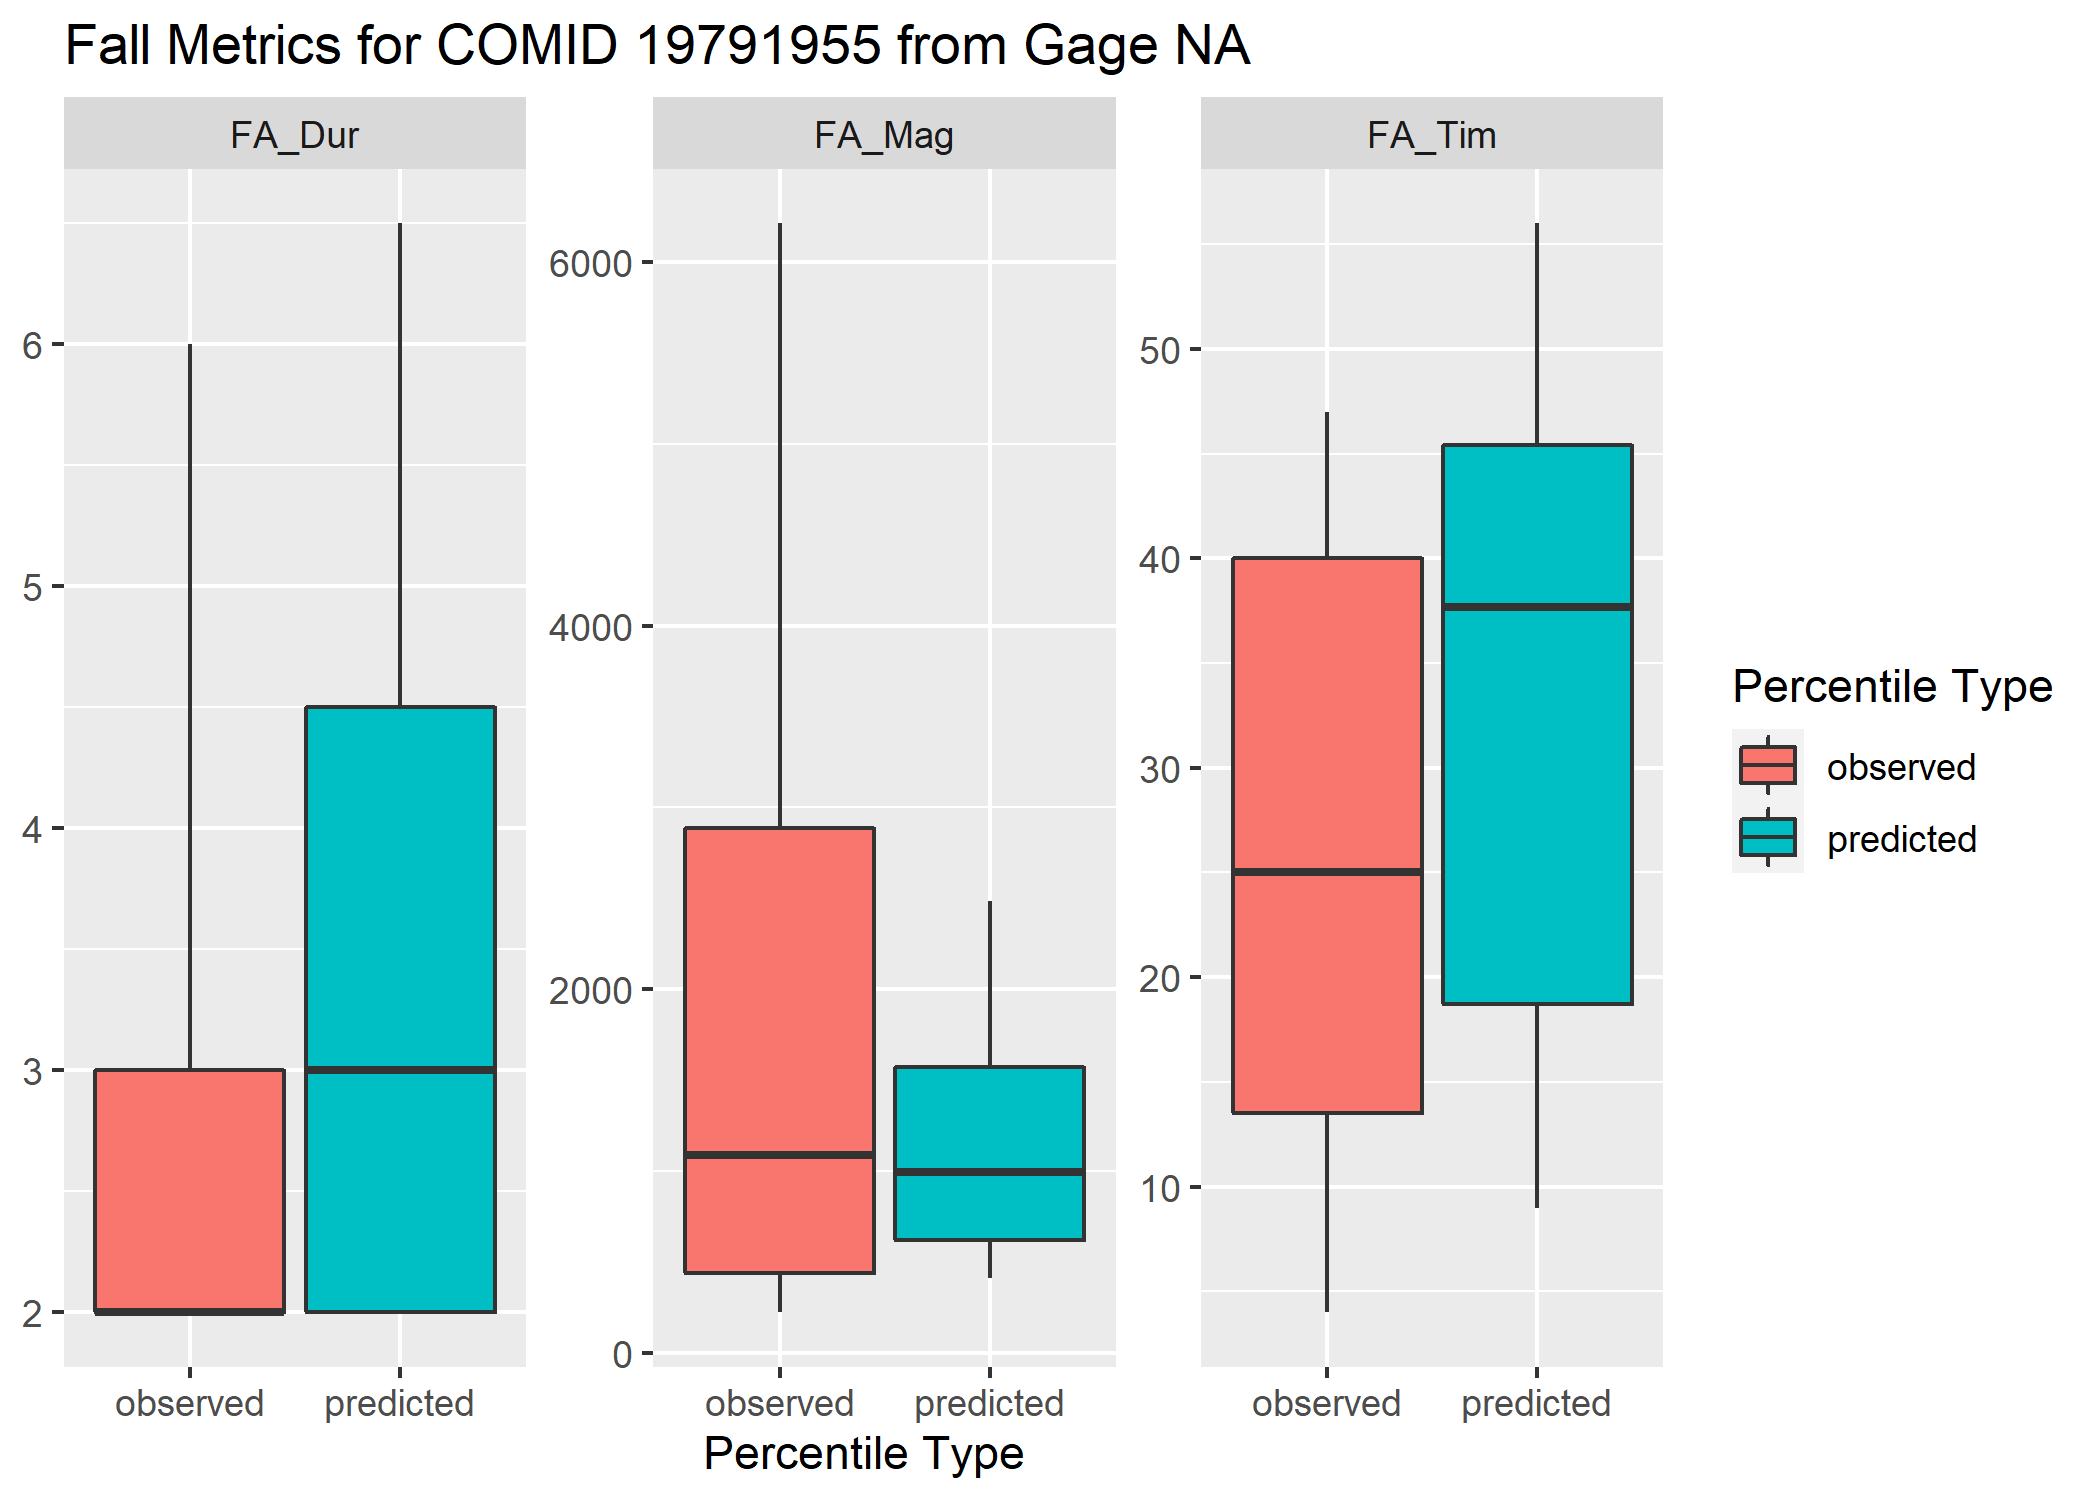 Fall Metrics for COMID 19791955 from Gage NA
FA_Dur
FA_Mag
FA_Tim
6
5
4
3
2
6000
4000
2000
0
50
40
30
20
10
observed
predicted
observed
predicted
observed
predicted
Percentile Type
Percentile Type
observed
predicted